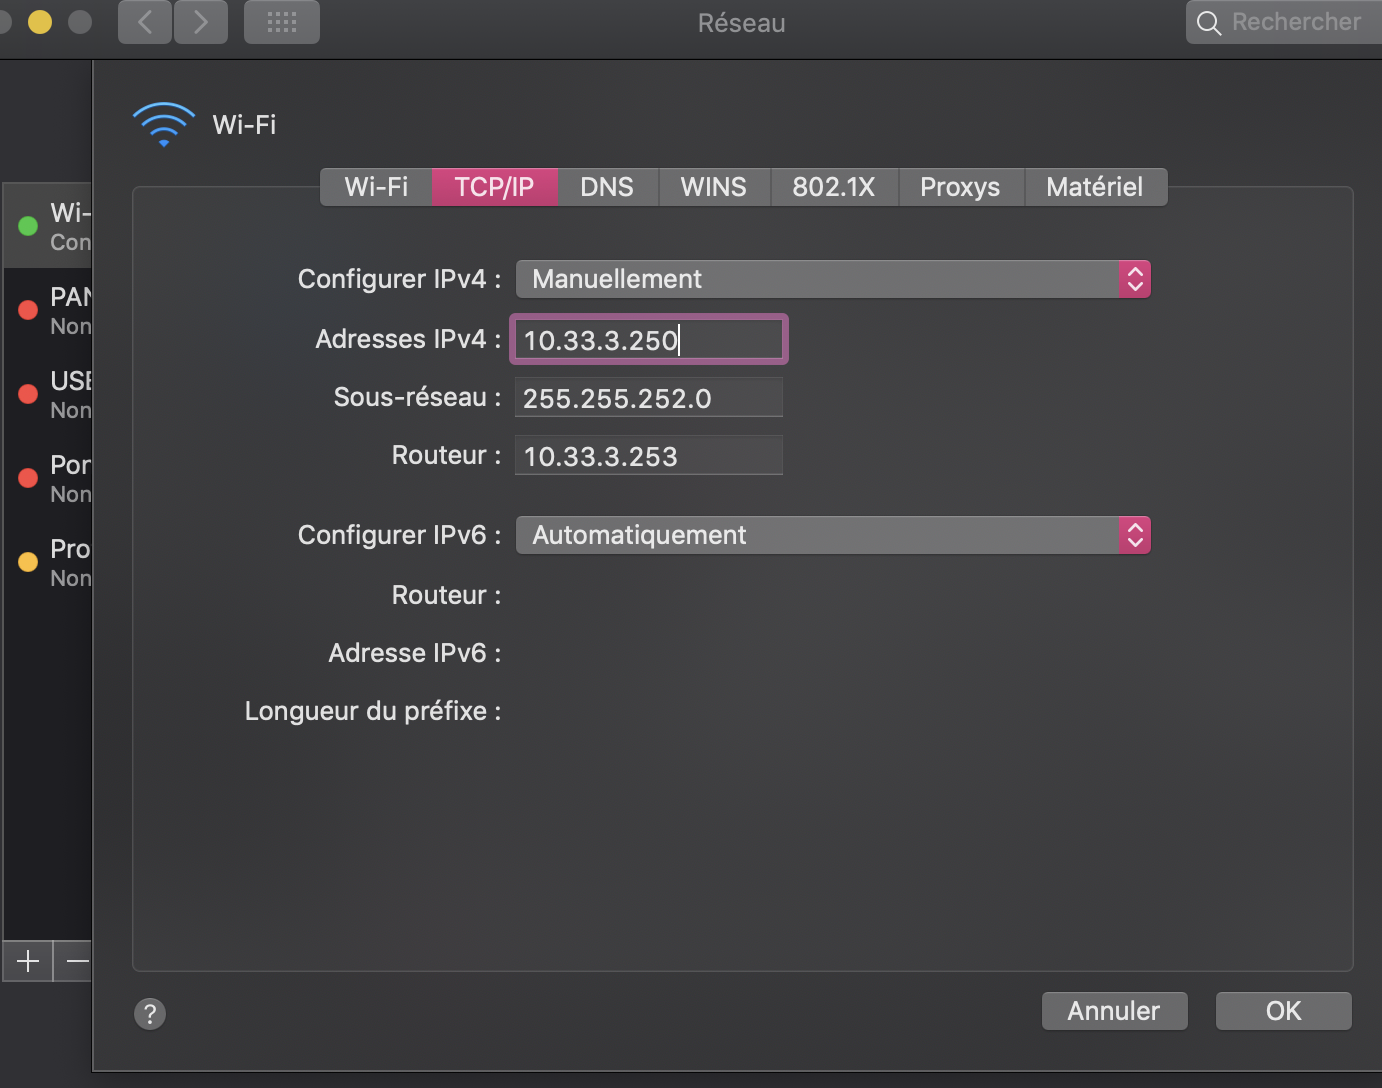 Réseau
Rechercher
Wi-Fi
Wi-Fi TCP/IP DNS WINS 802.1X Proxys Matériel
Wi-
Con
PAN
Non
USB
Non
Por
Non
Pro
Non
Configurer IPv4 : Manuellement
Adresses IPv4 : 10.33.3.250
Sous-réseau : 255.255.252.0
Routeur : 10.33.3.253
Configurer IPv6 : Automatiquement
Routeur :
Adresse IPv6 :
Longueur du préfixe :
+ —
? Annuler OK